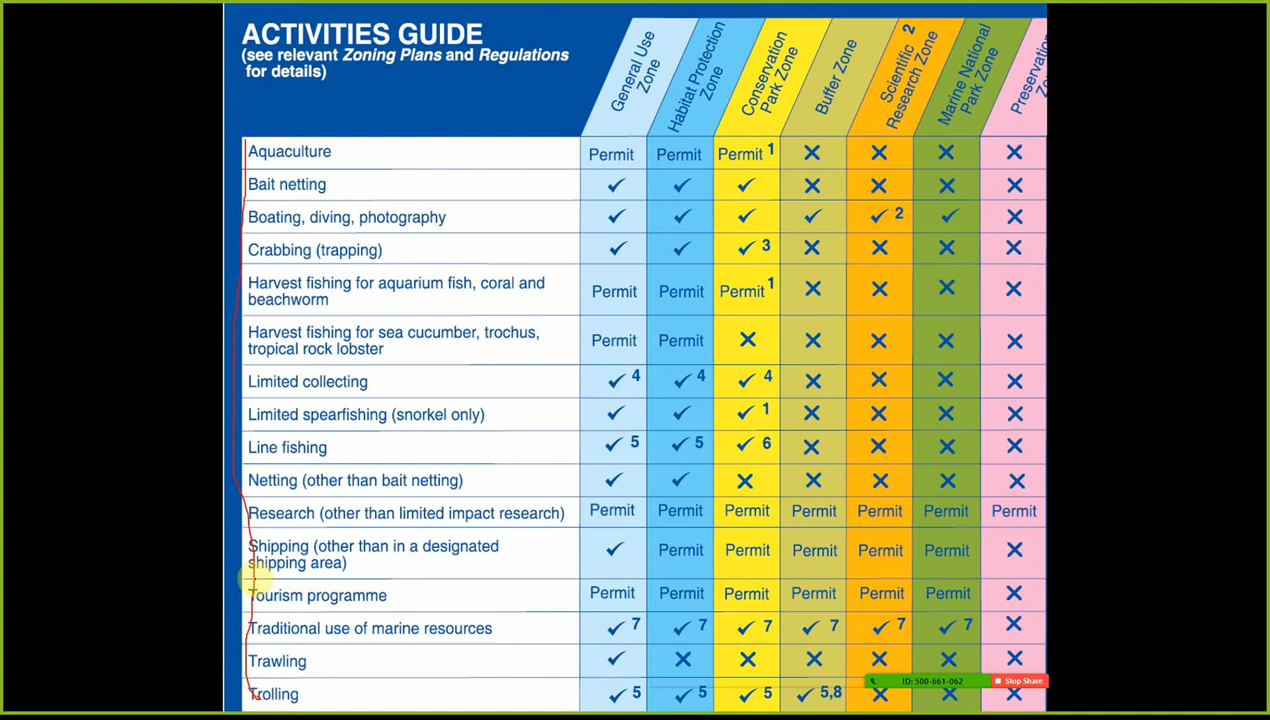 ACTIVITIES GUIDE
(see relevant Zoning Plans and Regulations
for details)
General Use
Zone
Habitat Protection
Zone
Conservation
Park Zone
Buffer Zone
Scientific 2
Research Zone
Marine National
Park Zone
Preservation
Aquaculture Permit Permit Permit 1 ✕ ✕ ✕ ✕
Bait netting ✓ ✓ ✓ ✕ ✕ ✕ ✕
Boating, diving, photography ✓ ✓ ✓ ✓ ✓ 2 ✓ ✕
Crabbing (trapping) ✓ ✓ ✓ 3 ✕ ✕ ✕ ✕
Harvest fishing for aquarium fish, coral and
beachworm Permit Permit Permit 1 ✕ ✕ ✕ ✕
Harvest fishing for sea cucumber, trochus,
tropical rock lobster Permit Permit ✕ ✕ ✕ ✕ ✕
Limited collecting ✓ 4 ✓ 4 ✓ 4 ✕ ✕ ✕ ✕
Limited spearfishing (snorkel only) ✓ ✓ ✓ 1 ✕ ✕ ✕ ✕
Line fishing ✓ 5 ✓ 5 ✓ 6 ✕ ✕ ✕ ✕
Netting (other than bait netting) ✓ ✓ ✕ ✕ ✕ ✕ ✕
Research (other than limited impact research) Permit Permit Permit Permit Permit Permit Permit
Shipping (other than in a designated
shipping area) ✓ Permit Permit Permit Permit Permit ✕
Tourism programme Permit Permit Permit Permit Permit Permit ✕
Traditional use of marine resources ✓ 7 ✓ 7 ✓ 7 ✓ 7 ✓ 7 ✓ 7 ✕
Trawling ✓ ✕ ✕ ✕ ✕ ✕ ✕
Trolling ✓ 5 ✓ 5 ✓ 5 ✓ 5,8 ✕ ✕ ✕
ID: 500-661-062 Stop Share